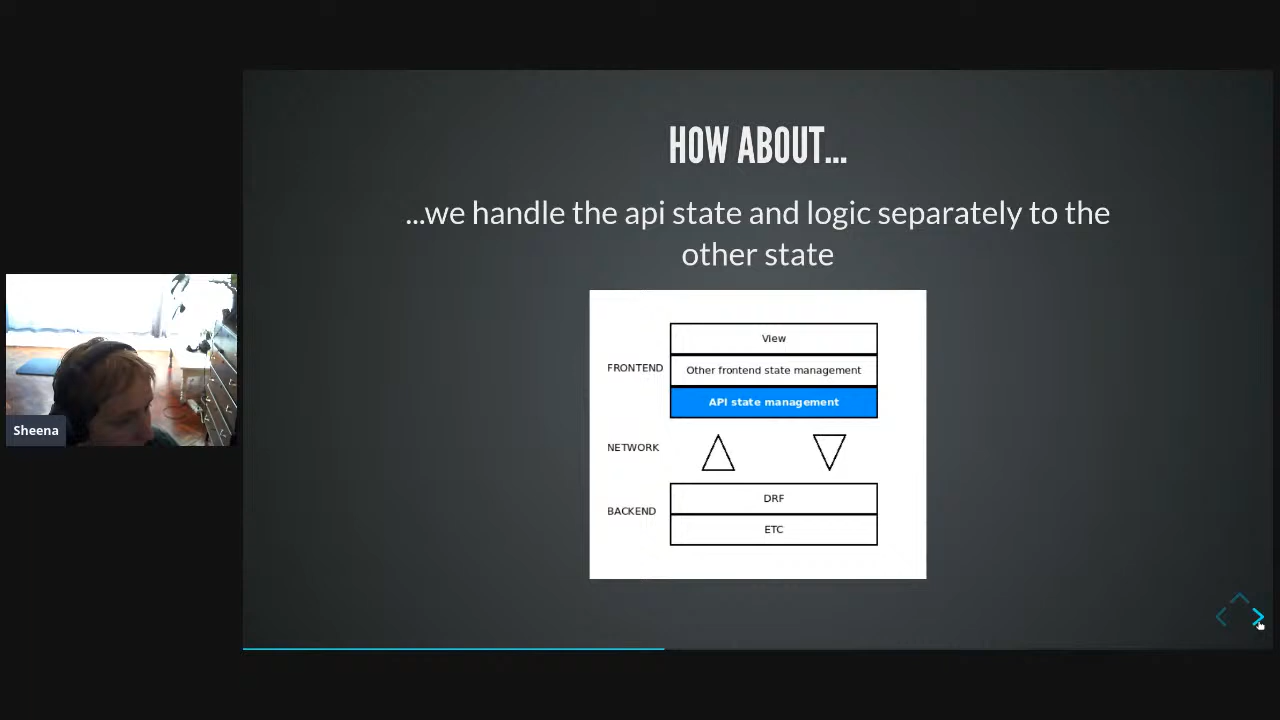 HOW ABOUT...
...we handle the api state and logic separately to the
other state
View
FRONTEND
Other frontend state management
API state management
NETWORK
DRF
BACKEND
ETC
Sheena